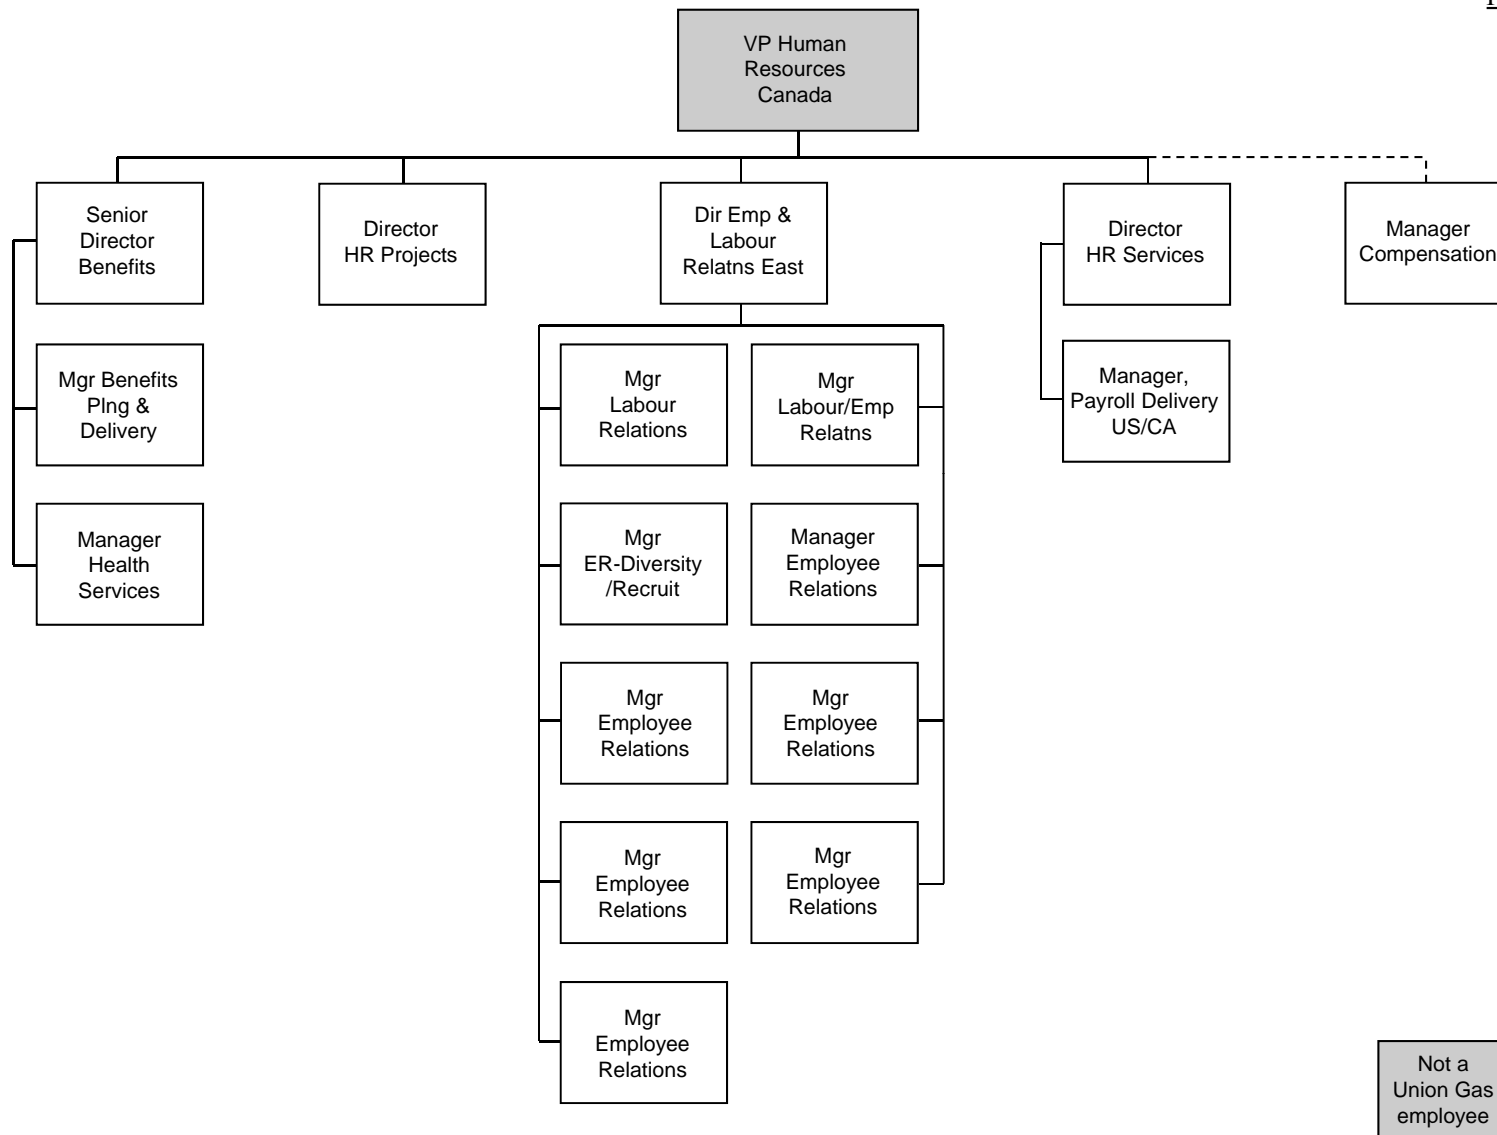 VP Human
Resources
Canada
Senior
Director
Benefits
Director
HR Projects
Dir Emp &
Labour
Relatns East
Director
HR Services
Manager
Compensation
Mgr Benefits
Plng &
Delivery
Mgr
Labour
Relations
Mgr
Labour/Emp
Relatns
Manager,
Payroll Delivery
US/CA
Manager
Health
Services
Mgr
ER-Diversity
/Recruit
Manager
Employee
Relations
Mgr
Employee
Relations
Mgr
Employee
Relations
Mgr
Employee
Relations
Mgr
Employee
Relations
Mgr
Employee
Relations
Not a
Union Gas
employee